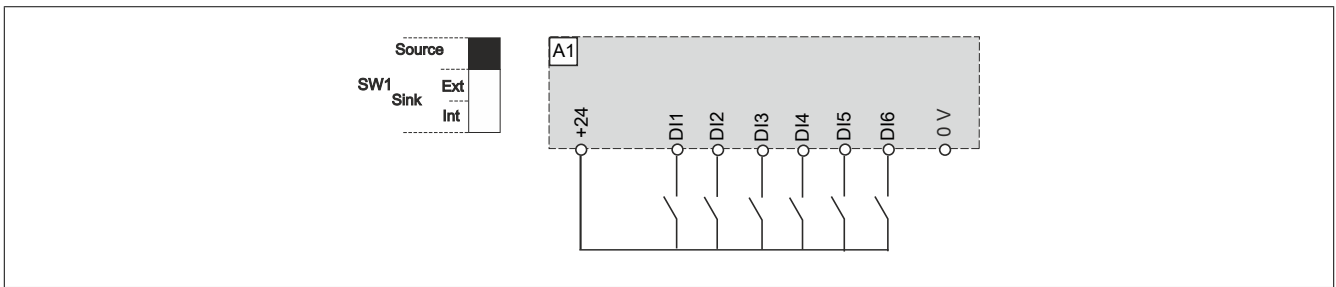 Source
SW1
Sink
Ext
Int
A1
+24
DI1
DI2
DI3
DI4
DI5
DI6
0 V